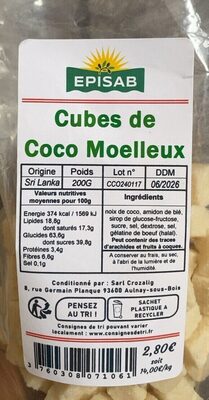 EPISAB
Cubes de
Coco Moelleux
Origine Poids Lot n° DDM
Sri Lanka 200G CCO240117 06/2026
Valeurs nutritives
moyennes pour 100g
Energie 374 kcal / 1569 kJ
Lipides 18,8g
dont saturés 17,3g
Glucides 63,6g
dont sucres 39,8g
Protéines 3,4g
Fibres 6,6g
Sel 0,1g
Ingrédients
noix de coco, amidon de blé,
sirop de glucose, fructose,
sucre, sel, dextrose, sel,
gélatine de boeuf (halal).
Peut contenir des traces
d'arachides et fruits à coques.
A conserver au frais, au sec,
à l'abri de la lumière et de
l'humidité
Conditionné par : Sarl Crozalig
8, rue Germain Planque 93600 Aulnay-sous-Bois
PENSEZ
AU TRI !
SACHET
PLASTIQUE A
RECYCLER
Consignes de tri pouvant varier
localement : www.consignesdetri.fr
3 760308 071061
2,80€
soit
14,00€/kg